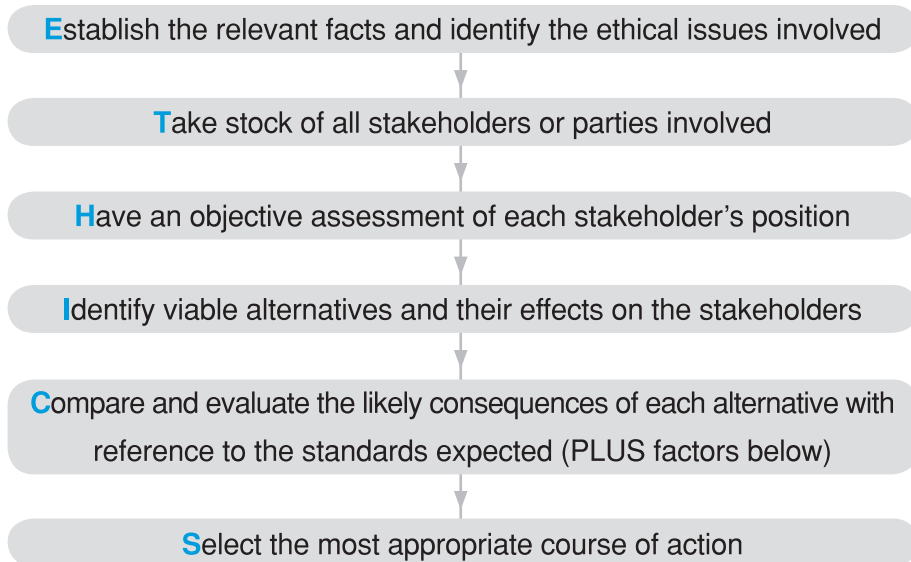 Establish the relevant facts and identify the ethical issues involved
Take stock of all stakeholders or parties involved
Have an objective assessment of each stakeholder’s position
Identify viable alternatives and their effects on the stakeholders
Compare and evaluate the likely consequences of each alternative with
reference to the standards expected (PLUS factors below)
Select the most appropriate course of action